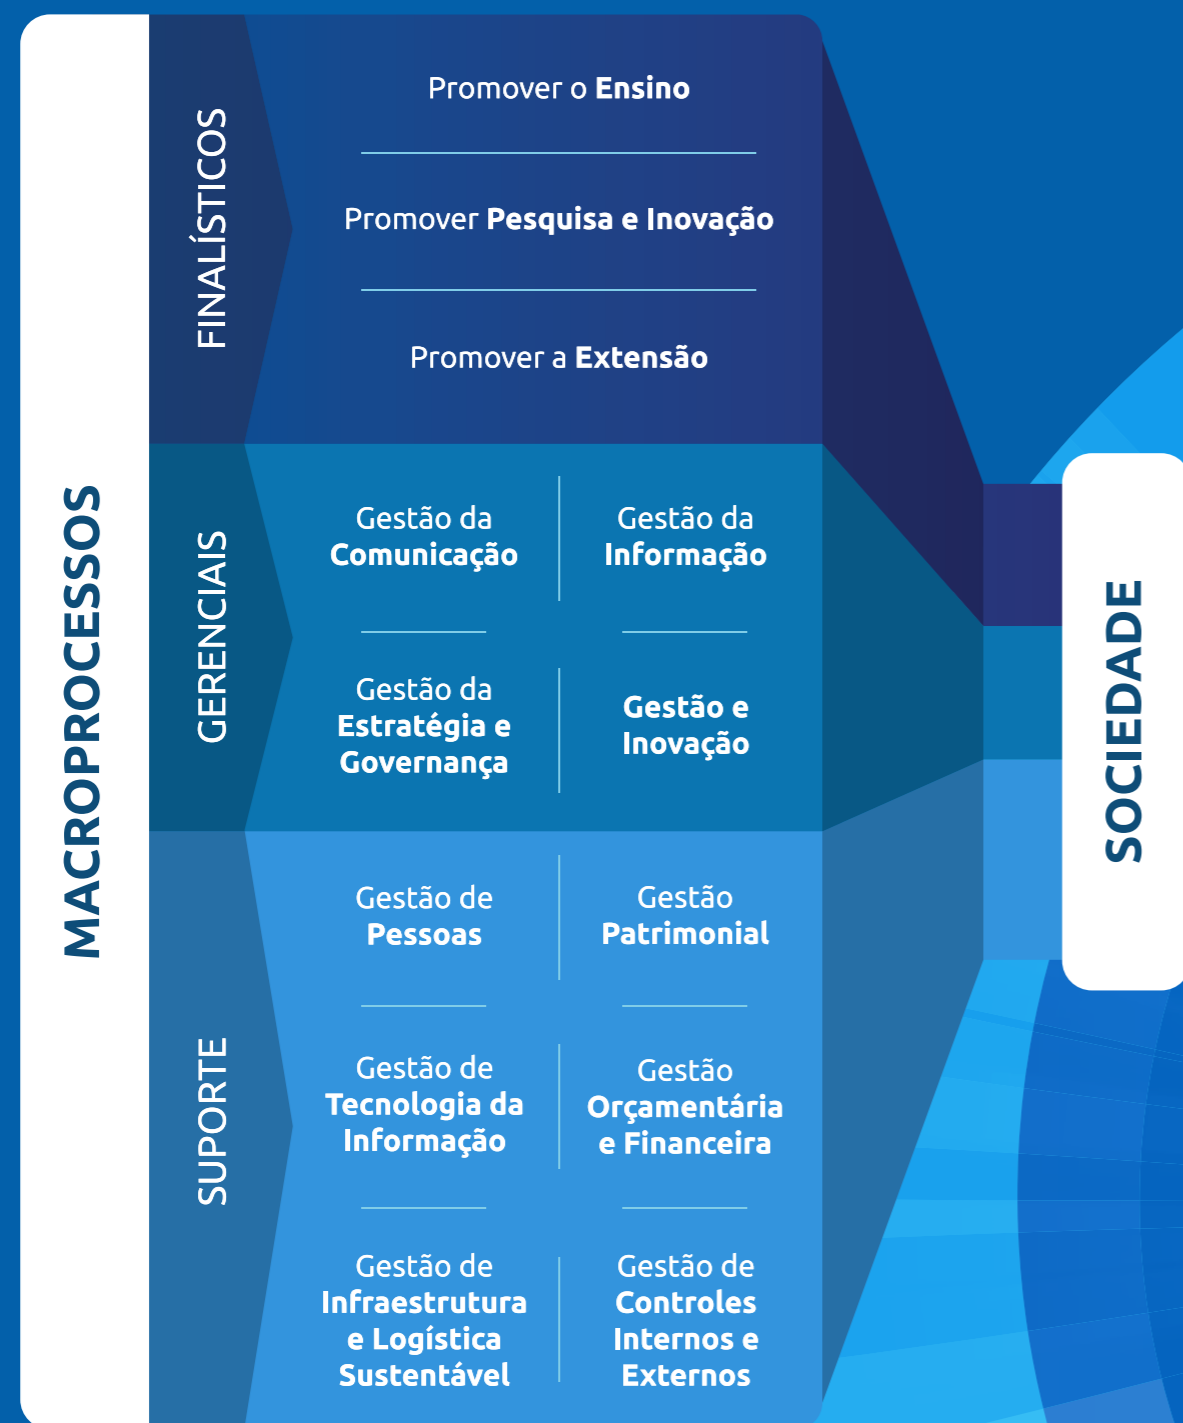 MACROPROCESSOS
FINALÍSTICOS
Promover o Ensino
Promover Pesquisa e Inovação
Promover a Extensão
GERENCIAIS
Gestão da
Comunicação
Gestão da
Informação
Gestão da
Estratégia e
Governança
Gestão e
Inovação
SUPORTE
Gestão de
Pessoas
Gestão
Patrimonial
Gestão de
Tecnologia da
Informação
Gestão
Orçamentária
e Financeira
Gestão de
Infraestrutura
e Logística
Sustentável
Gestão de
Controles
Internos e
Externos
SOCIEDADE